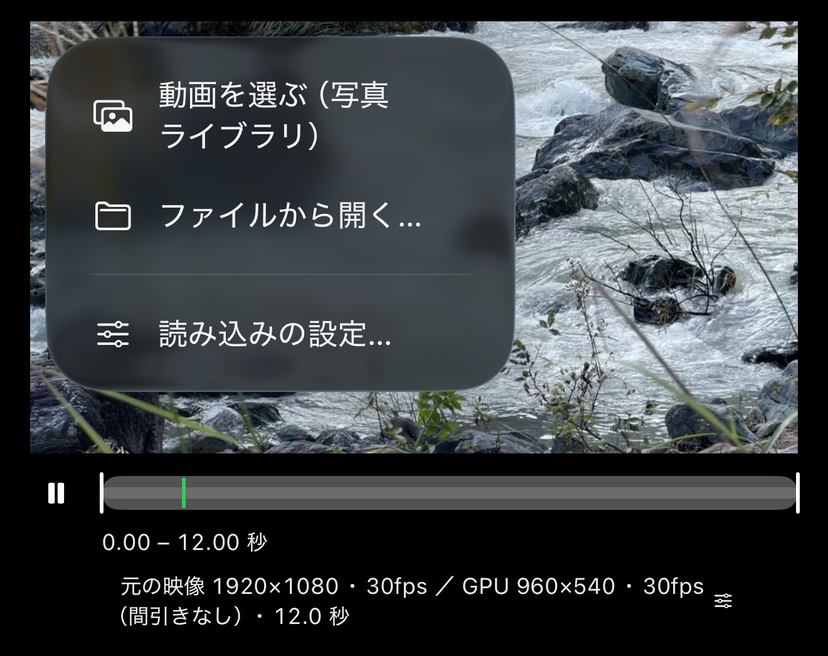 動画を選ぶ（写真
ライブラリ）
ファイルから開く...
読み込みの設定...
0.00 – 12.00 秒
元の映像 1920×1080 ・ 30fps ／ GPU 960×540 ・ 30fps
（間引きなし）・ 12.0 秒